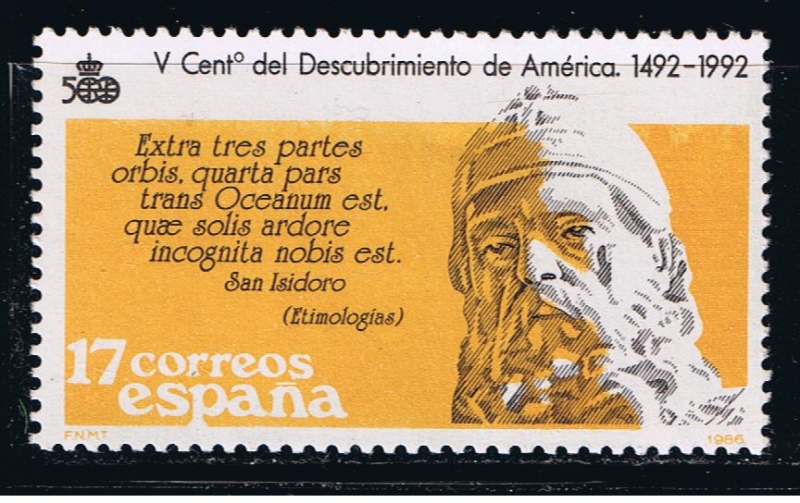 V Cent° del Descubrimiento de América. 1492-1992
500
Extra tres partes
orbis, quarta pars
trans Oceanum est,
quæ solis ardore
incognita nobis est.
San Isidoro
(Etimologías)
17 correos
españa
F.N.M.T.
1986